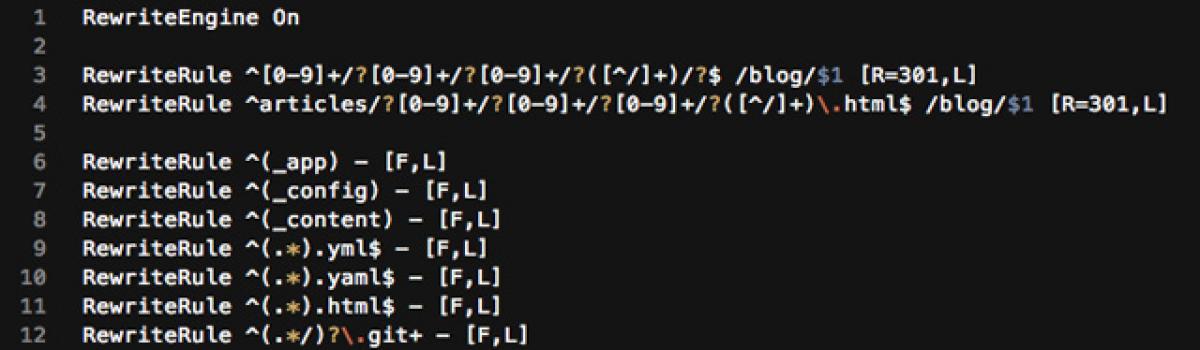 1 RewriteEngine On
2
3 RewriteRule ^[0-9]+/?[0-9]+/?[0-9]+/?([^/]+)/?$ /blog/$1 [R=301,L]
4 RewriteRule ^articles/?[0-9]+/?[0-9]+/?[0-9]+/?([^/]+)\.html$ /blog/$1 [R=301,L]
5
6 RewriteRule ^(_app) - [F,L]
7 RewriteRule ^(_config) - [F,L]
8 RewriteRule ^(_content) - [F,L]
9 RewriteRule ^(.*).yml$ - [F,L]
10 RewriteRule ^(.*).yaml$ - [F,L]
11 RewriteRule ^(.*).html$ - [F,L]
12 RewriteRule ^(.*/)?\.git+ - [F,L]